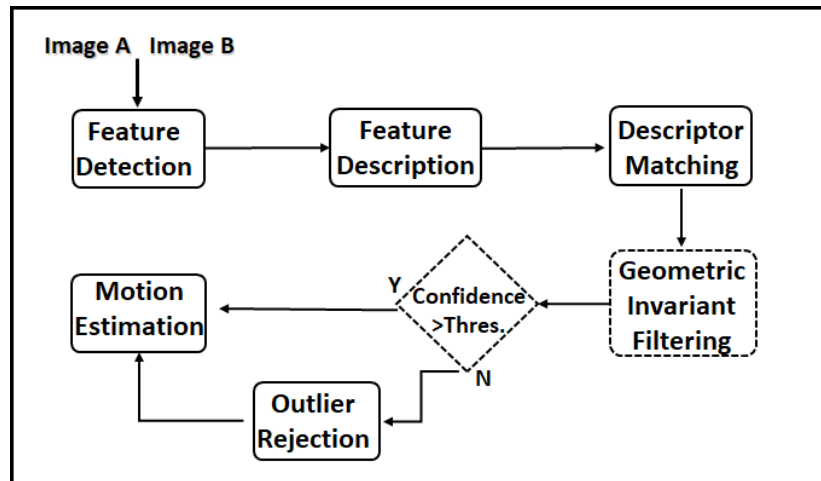 Image A Image B
Feature
Detection
Feature
Description
Descriptor
Matching
Geometric
Invariant
Filtering
Confidence
>Thres.
Y
N
Motion
Estimation
Outlier
Rejection